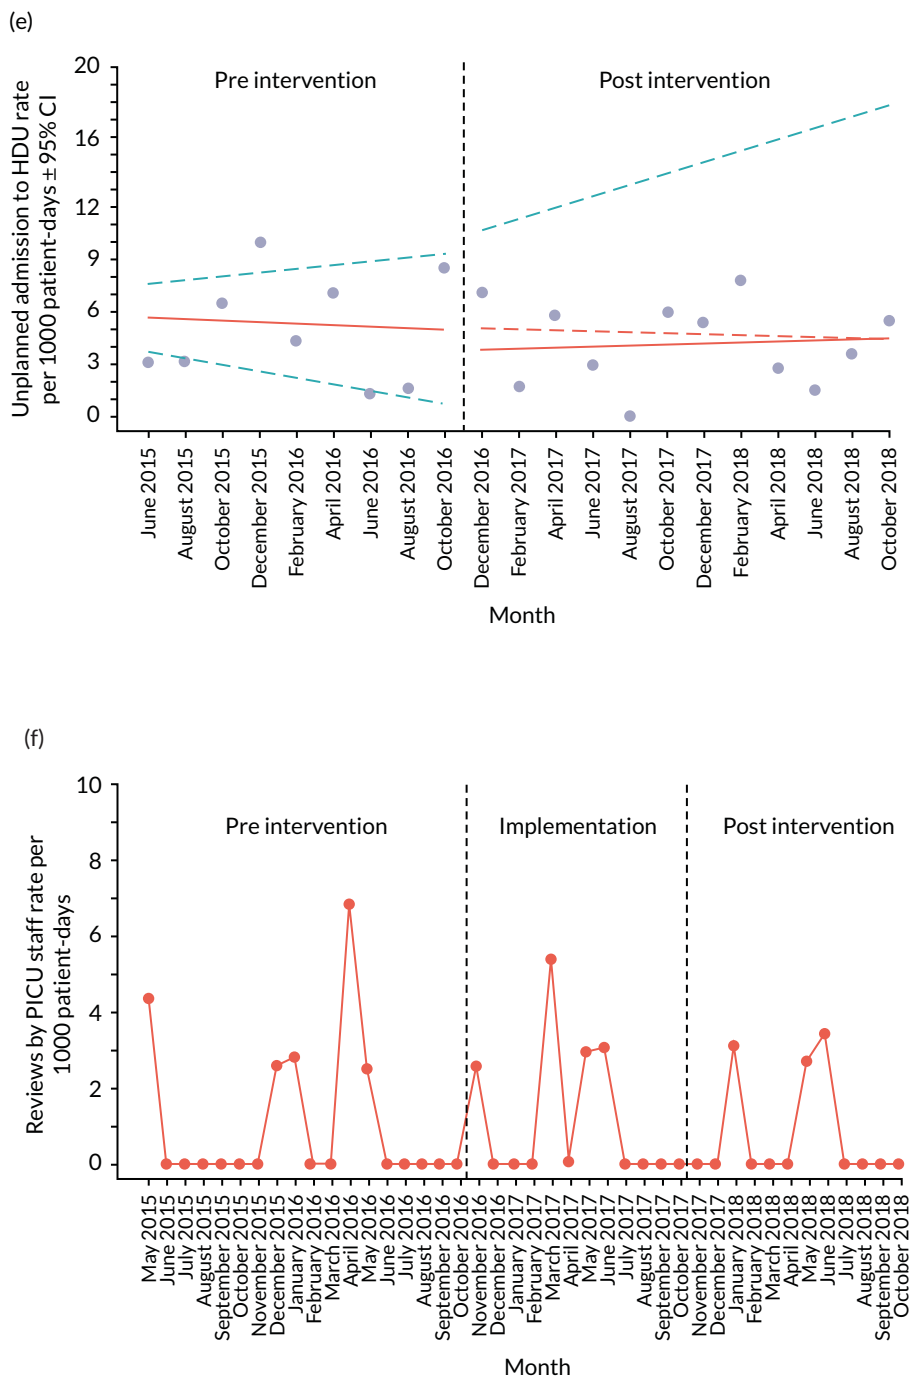 (e)
Unplanned admission to HDU rate
per 1000 patient-days ± 95% CI
20
16
12
9
6
3
0
Pre intervention
Post intervention
June 2015
August 2015
October 2015
December 2015
February 2016
April 2016
June 2016
August 2016
October 2016
December 2016
February 2017
April 2017
June 2017
August 2017
October 2017
December 2017
February 2018
April 2018
June 2018
August 2018
October 2018
Month
(f)
Reviews by PICU staff rate per
1000 patient-days
10
8
6
4
2
0
Pre intervention
Implementation
Post intervention
May 2015
June 2015
July 2015
August 2015
September 2015
October 2015
November 2015
December 2015
January 2016
February 2016
March 2016
April 2016
May 2016
June 2016
July 2016
August 2016
September 2016
October 2016
November 2016
December 2016
January 2017
February 2017
March 2017
April 2017
May 2017
June 2017
July 2017
August 2017
September 2017
October 2017
November 2017
December 2017
January 2018
February 2018
March 2018
April 2018
May 2018
June 2018
July 2018
August 2018
September 2018
October 2018
Month